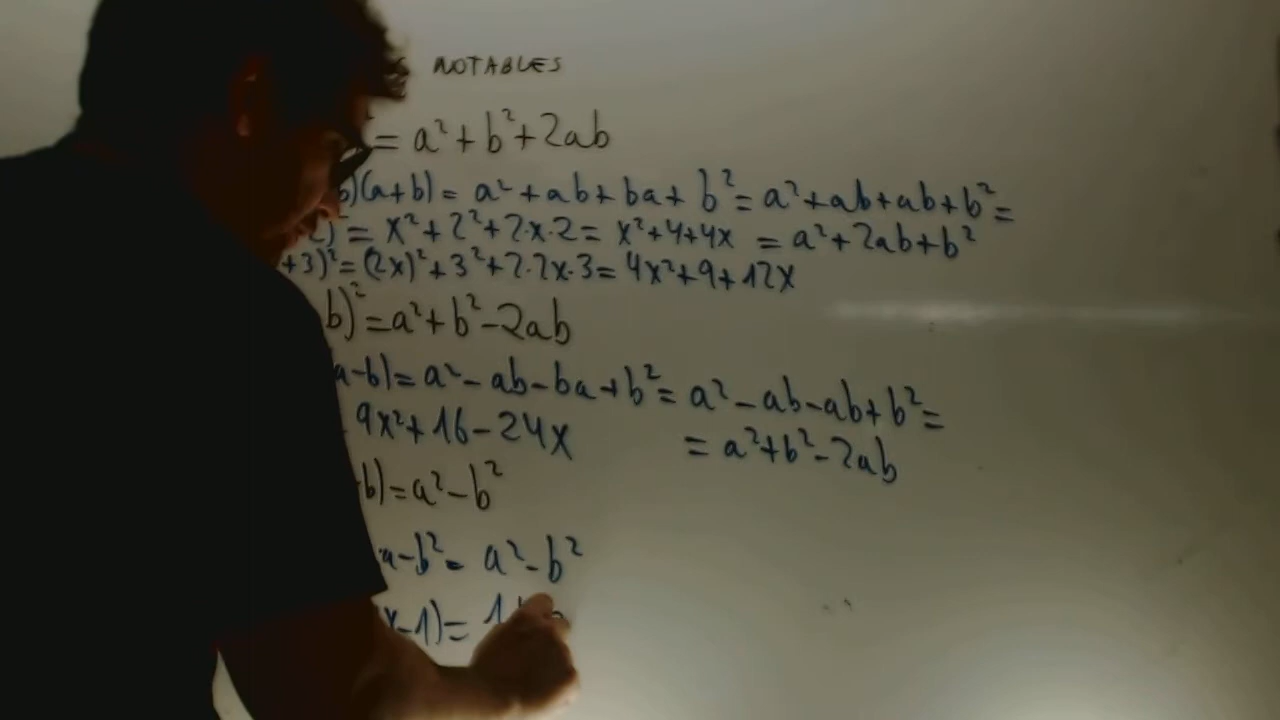 NOTABLES
= a²+b²+2ab
b)(a+b) = a²+ab+ba+b² = a²+ab+ab+b² =
2) = x²+2²+2·x·2 = x²+4+4x = a²+2ab+b²
+3)² = (2x)²+3²+2·2x·3 = 4x²+9+12x
b)² = a²+b²-2ab
a-b) = a²-ab-ba+b² = a²-ab-ab+b² =
9x²+16-24x = a²+b²-2ab
b) = a²-b²
a-b² = a²-b²
x-1) =